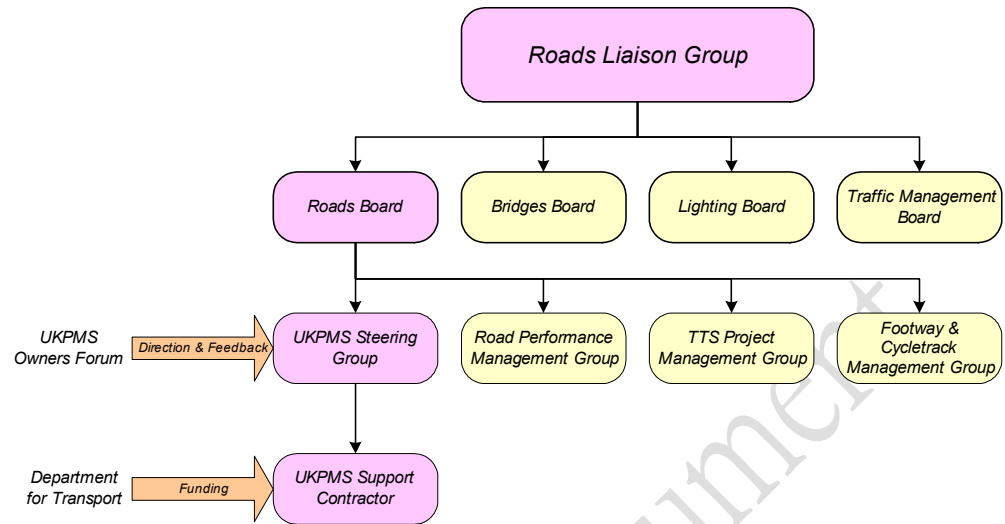 Roads Liaison Group
Roads Board
Bridges Board
Lighting Board
Traffic Management
Board
UKPMS
Owners Forum
Direction & Feedback
UKPMS Steering
Group
Road Performance
Management Group
TTS Project
Management Group
Footway &
Cycletrack
Management Group
Department
for Transport
Funding
UKPMS Support
Contractor